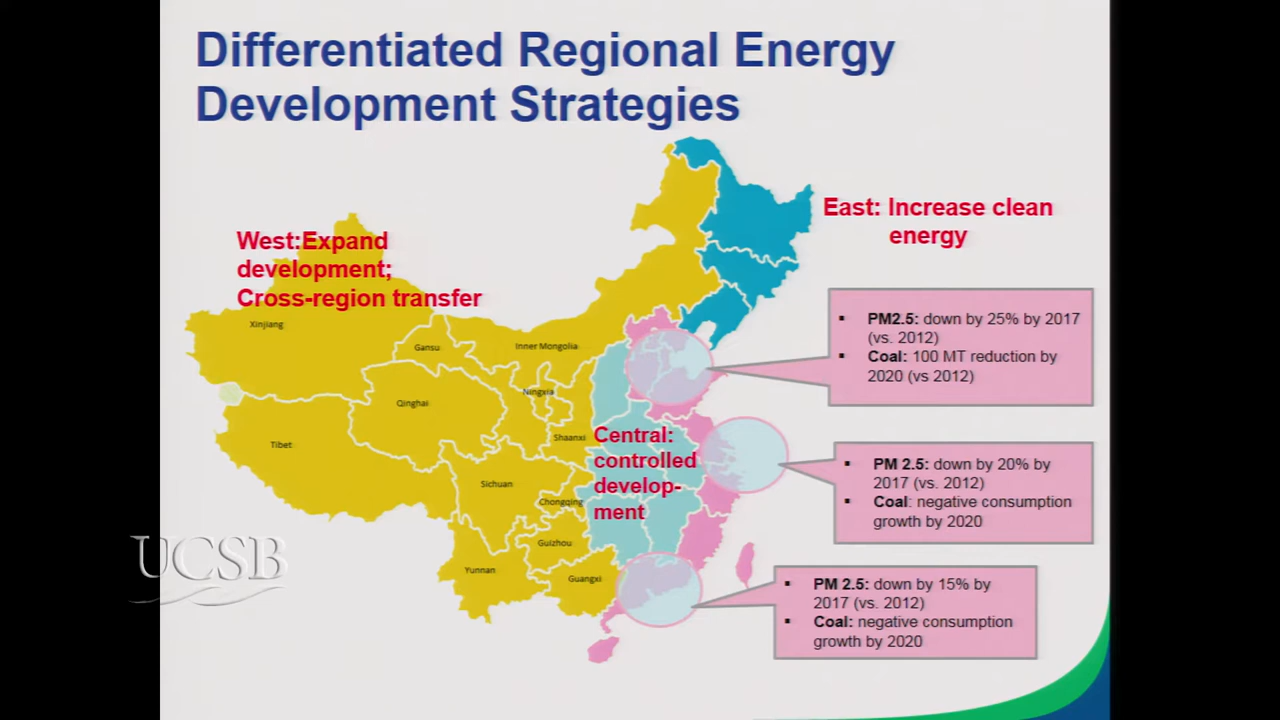 Differentiated Regional Energy
Development Strategies
West:Expand
development;
Cross-region transfer
East: Increase clean
energy
Xinjiang
Gansu
Inner Mongolia
Ningxia
Qinghai
Shaanxi
Tibet
Sichuan
Chongqing
Guizhou
Yunnan
Guangxi
Central:
controlled
develop-
ment
▪ PM2.5: down by 25% by 2017
(vs. 2012)
▪ Coal: 100 MT reduction by
2020 (vs 2012)
▪ PM 2.5: down by 20% by
2017 (vs. 2012)
▪ Coal: negative consumption
growth by 2020
▪ PM 2.5: down by 15% by
2017 (vs. 2012)
▪ Coal: negative consumption
growth by 2020
UCSB